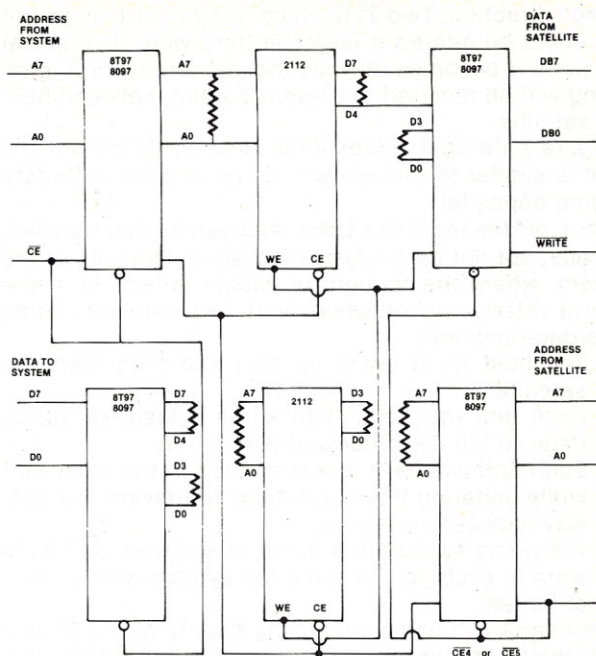 ADDRESS
FROM
SYSTEM
DATA
FROM
SATELLITE
A7
8T97
8097
A7
2112
D7
8T97
8097
DB7
D4
A0
A0
D3
DB0
D0
CE
WE
CE
WRITE
DATA TO
SYSTEM
ADDRESS
FROM
SATELLITE
D7
8T97
8097
D7
A7
2112
D3
A7
8T97
8097
A7
D4
D0
D0
A0
A0
A0
D3
D0
WE
CE
CE4 or CE5